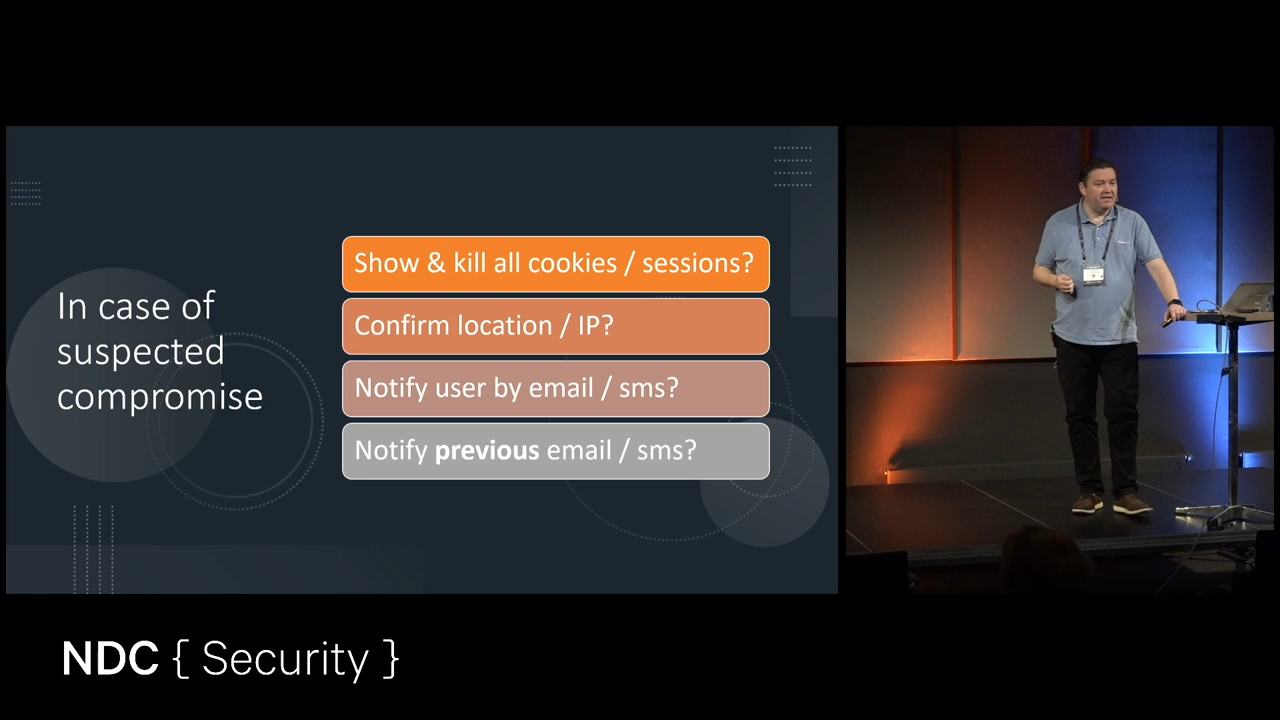 In case of
suspected
compromise
Show & kill all cookies / sessions?
Confirm location / IP?
Notify user by email / sms?
Notify previous email / sms?
NDC { Security }